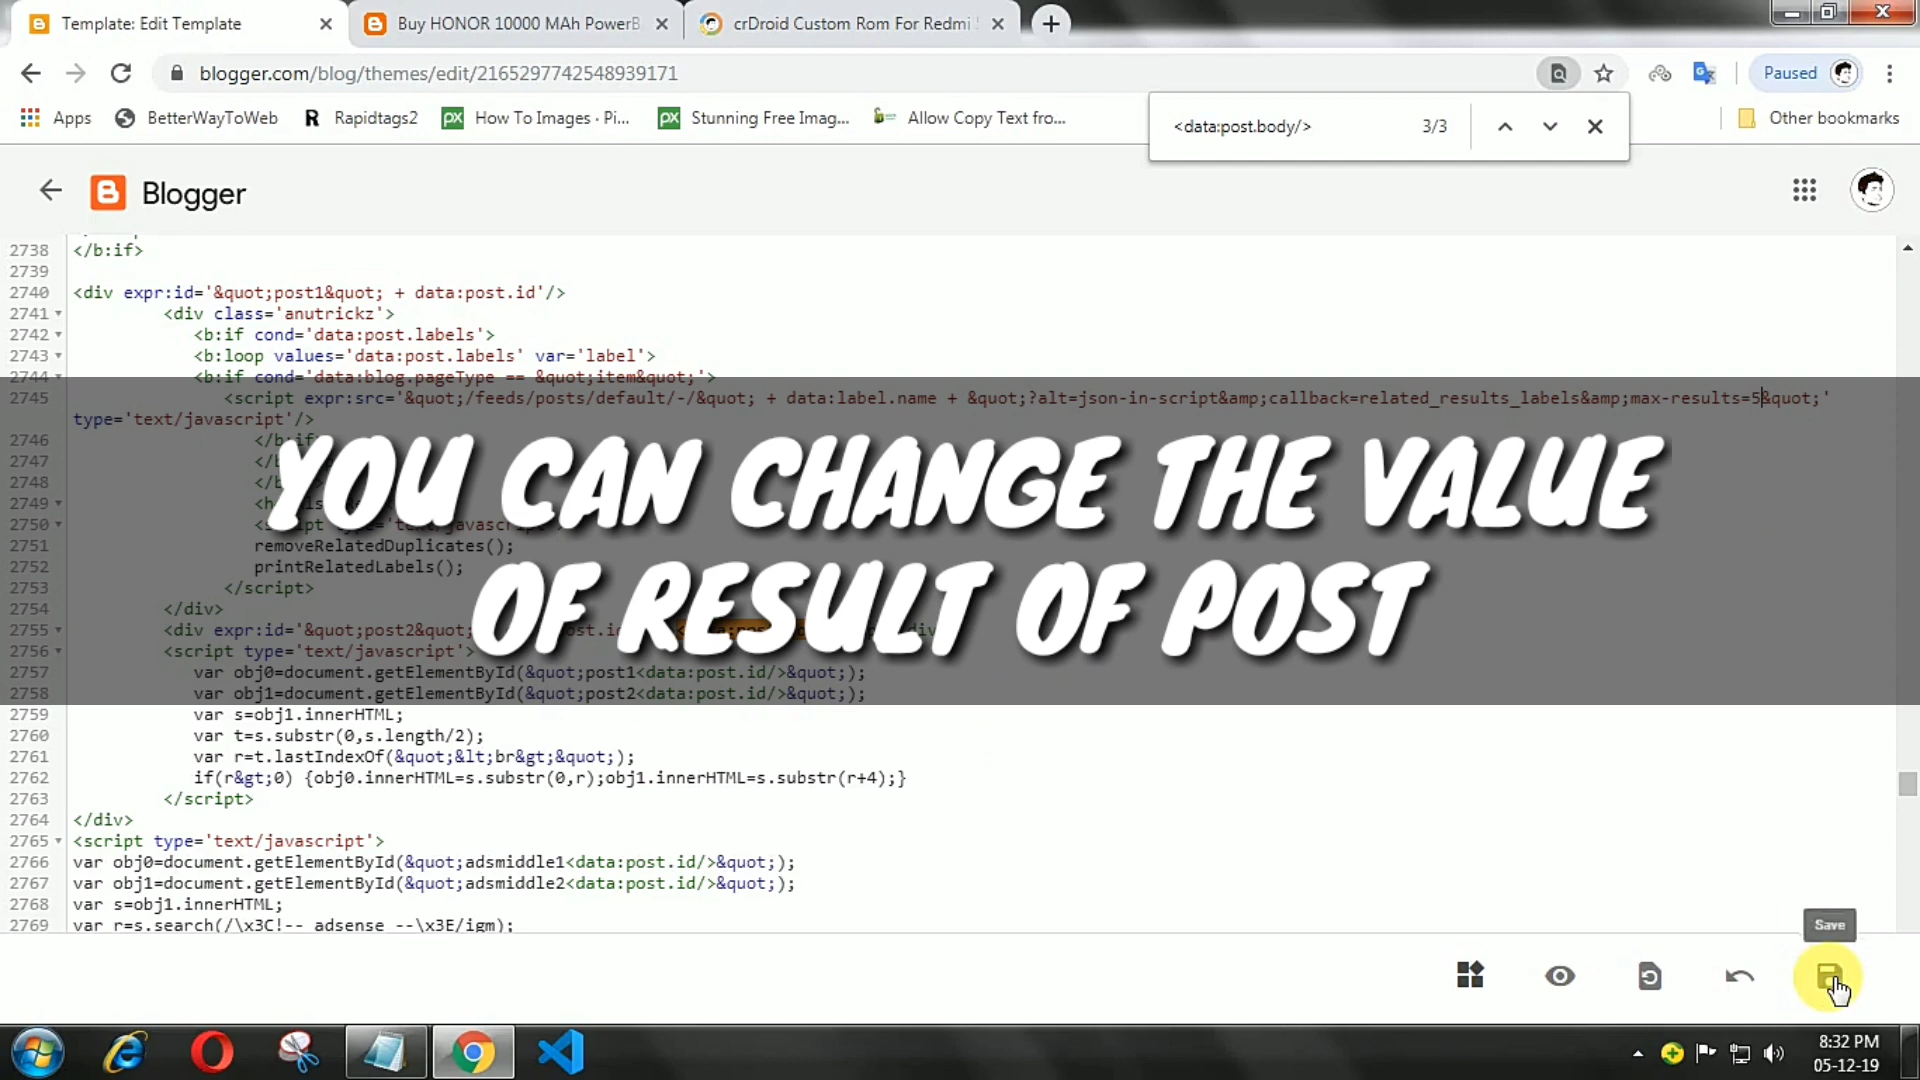 Template: Edit Template
Buy HONOR 10000 MAh PowerB
crDroid Custom Rom For Redmi
blogger.com/blog/themes/edit/2165297742548939171
Paused
Apps
BetterWayToWeb
R Rapidtags2
px How To Images · Pi...
px Stunning Free Imag...
Allow Copy Text fro...
Other bookmarks
<data:post.body/>
3/3
Blogger
2738 </b:if>
2739
2740 <div expr:id='&quot;post1&quot; + data:post.id'/>
2741 <div class='anutrickz'>
2742 <b:if cond='data:post.labels'>
2743 <b:loop values='data:post.labels' var='label'>
2744 <b:if cond='data:blog.pageType == &quot;item&quot;'>
2745 <script expr:src='&quot;/feeds/posts/default/-/&quot; + data:label.name + &quot;?alt=json-in-script&amp;callback=related_results_labels&amp;max-results=5&quot;'
type='text/javascript'/>
2746 </b:if>
2747
2748
2749
2750
2751 removeRelatedDuplicates();
2752 printRelatedLabels();
2753 </script>
2754 </div>
2755 <div expr:id='&quot;post2&quot;
2756 <script type='text/javascript'>
2757 var obj0=document.getElementById(&quot;post1<data:post.id/>&quot;);
2758 var obj1=document.getElementById(&quot;post2<data:post.id/>&quot;);
2759 var s=obj1.innerHTML;
2760 var t=s.substr(0,s.length/2);
2761 var r=t.lastIndexOf(&quot;&lt;br&gt;&quot;);
2762 if(r&gt;0) {obj0.innerHTML=s.substr(0,r);obj1.innerHTML=s.substr(r+4);}
2763 </script>
2764 </div>
2765 <script type='text/javascript'>
2766 var obj0=document.getElementById(&quot;adsmiddle1<data:post.id/>&quot;);
2767 var obj1=document.getElementById(&quot;adsmiddle2<data:post.id/>&quot;);
2768 var s=obj1.innerHTML;
2769 var r=s.search(/\x3C!-- adsense --\x3E/igm);
YOU CAN CHANGE THE VALUE
OF RESULT OF POST
Save
8:32 PM
05-12-19